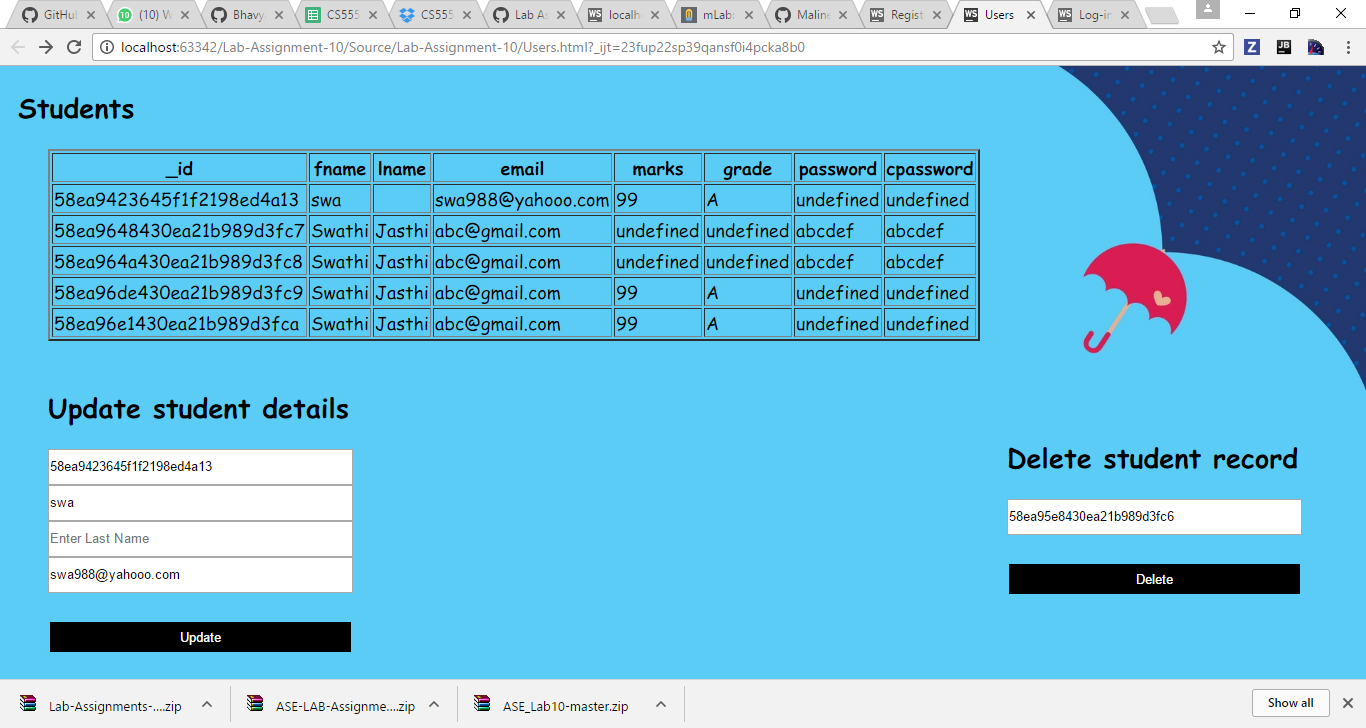 GitHub
(10) W
Bhavy
CS555
CS555
Lab As
localh
mLab:
Maline
Regist
Users
Log-in
localhost:63342/Lab-Assignment-10/Source/Lab-Assignment-10/Users.html?_ijt=23fup22sp39qansf0i4pcka8b0
Students
_id fname lname email marks grade password cpassword
58ea9423645f1f2198ed4a13 swa swa988@yahooo.com 99 A undefined undefined
58ea9648430ea21b989d3fc7 Swathi Jasthi abc@gmail.com undefined undefined abcdef abcdef
58ea964a430ea21b989d3fc8 Swathi Jasthi abc@gmail.com undefined undefined abcdef abcdef
58ea96de430ea21b989d3fc9 Swathi Jasthi abc@gmail.com 99 A undefined undefined
58ea96e1430ea21b989d3fca Swathi Jasthi abc@gmail.com 99 A undefined undefined
Update student details
58ea9423645f1f2198ed4a13
swa
Enter Last Name
swa988@yahooo.com
Update
Delete student record
58ea95e8430ea21b989d3fc6
Delete
Lab-Assignments-....zip
ASE-LAB-Assignme....zip
ASE_Lab10-master.zip
Show all